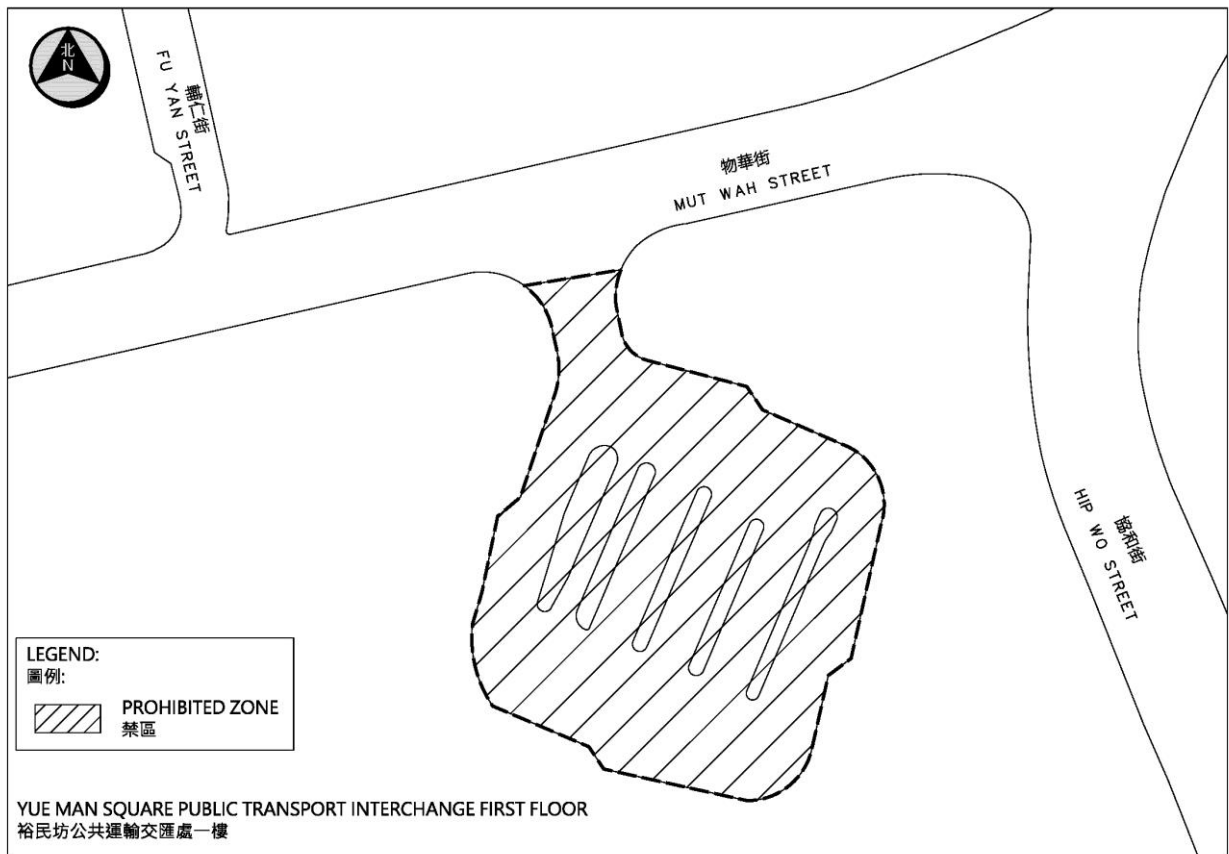 北
N
輔仁街
FU YAN STREET
物華街
MUT WAH STREET
協和街
HIP WO STREET
LEGEND:
圖例:
PROHIBITED ZONE
禁區
YUE MAN SQUARE PUBLIC TRANSPORT INTERCHANGE FIRST FLOOR
裕民坊公共運輸交匯處一樓